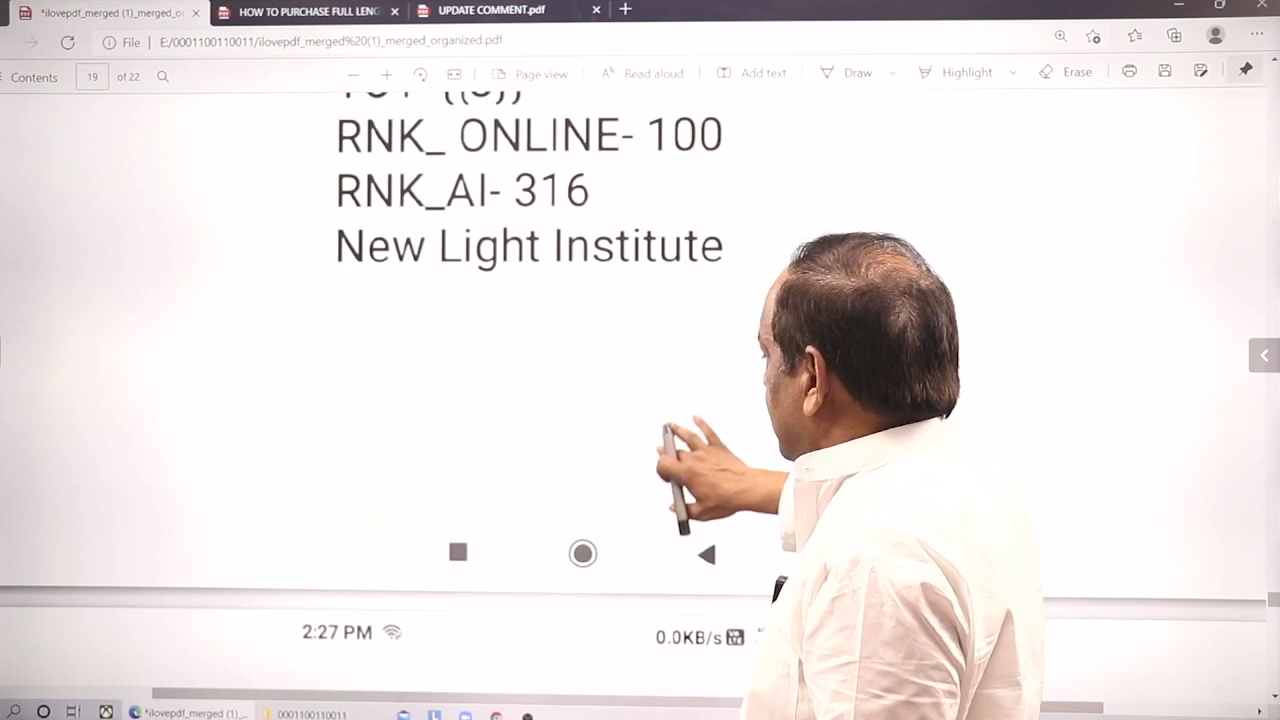 *ilovepdf_merged (1)_merged_o
HOW TO PURCHASE FULL LENG
UPDATE COMMENT.pdf
File | E:/0001100110011/ilovepdf_merged%20(1)_merged_organized.pdf
Contents 19 of 22
Page view
Read aloud
Add text
Draw
Highlight
Erase
RNK_ ONLINE- 100
RNK_AI- 316
New Light Institute
2:27 PM
0.0KB/s
*ilovepdf_merged (1)_...
0001100110011